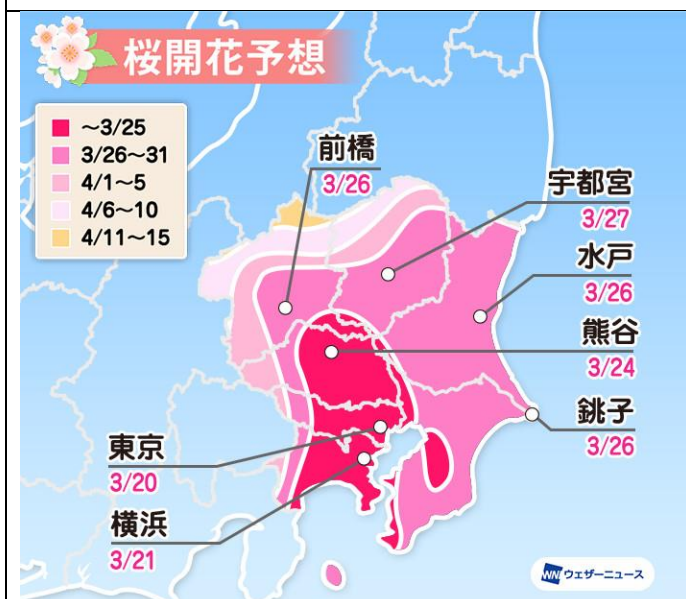 桜開花予想
~3/25
3/26~31
4/1~5
4/6~10
4/11~15
前橋
3/26
宇都宮
3/27
水戸
3/26
熊谷
3/24
銚子
3/26
東京
3/20
横浜
3/21
WN ウェザーニュース